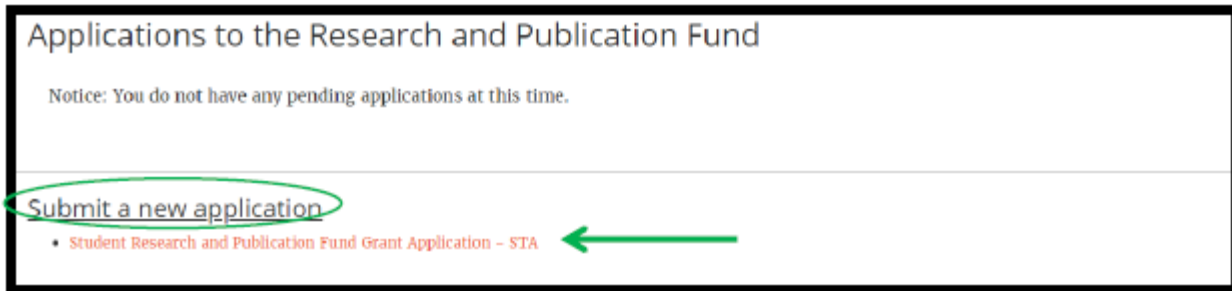 Applications to the Research and Publication Fund
Notice: You do not have any pending applications at this time.
Submit a new application
• Student Research and Publication Fund Grant Application – STA